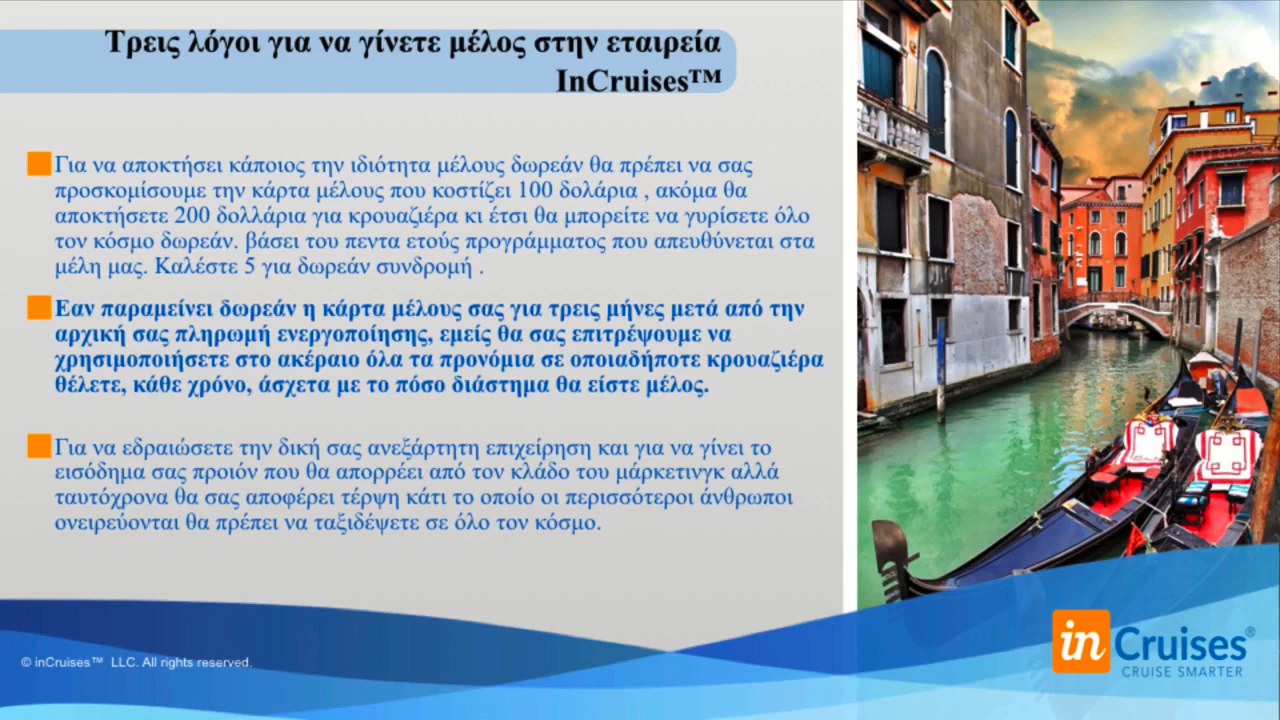 Τρεις λόγοι για να γίνετε μέλος στην εταιρεία
InCruises™
Για να αποκτήσει κάποιος την ιδιότητα μέλους δωρεάν θα πρέπει να σας
προσκομίσουμε την κάρτα μέλους που κοστίζει 100 δολάρια , ακόμα θα
αποκτήσετε 200 δολλάρια για κρουαζιέρα κι έτσι θα μπορείτε να γυρίσετε όλο
τον κόσμο δωρεάν. βάσει του πεντα ετούς προγράμματος που απευθύνεται στα
μέλη μας. Καλέστε 5 για δωρεάν συνδρομή .
Εαν παραμείνει δωρεάν η κάρτα μέλους σας για τρεις μήνες μετά από την
αρχική σας πληρωμή ενεργοποίησης, εμείς θα σας επιτρέψουμε να
χρησιμοποιήσετε στο ακέραιο όλα τα προνόμια σε οποιαδήποτε κρουαζιέρα
θέλετε, κάθε χρόνο, άσχετα με το πόσο διάστημα θα είστε μέλος.
Για να εδραιώσετε την δική σας ανεξάρτητη επιχείρηση και για να γίνει το
εισόδημα σας προιόν που θα απορρέει από τον κλάδο του μάρκετινγκ αλλά
ταυτόχρονα θα σας αποφέρει τέρψη κάτι το οποίο οι περισσότεροι άνθρωποι
ονειρεύονται θα πρέπει να ταξιδέψετε σε όλο τον κόσμο.
© inCruises™ LLC. All rights reserved.
in Cruises®
CRUISE SMARTER